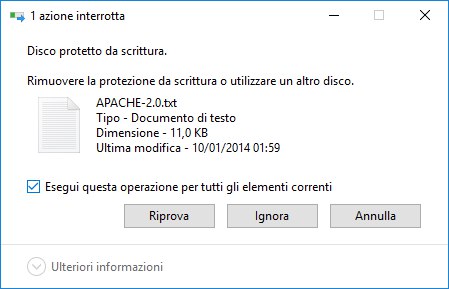 1 azione interrotta
Disco protetto da scrittura.
Rimuovere la protezione da scrittura o utilizzare un altro disco.
APACHE-2.0.txt
Tipo - Documento di testo
Dimensione - 11,0 KB
Ultima modifica - 10/01/2014 01:59
Esegui questa operazione per tutti gli elementi correnti
Riprova
Ignora
Annulla
Ulteriori informazioni